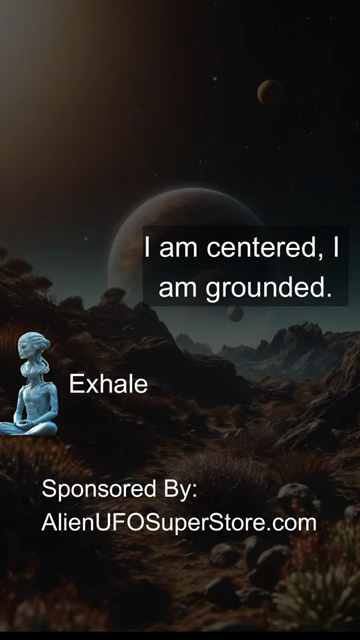 I am centered, I
am grounded.
Exhale
Sponsored By:
AlienUFOSuperStore.com